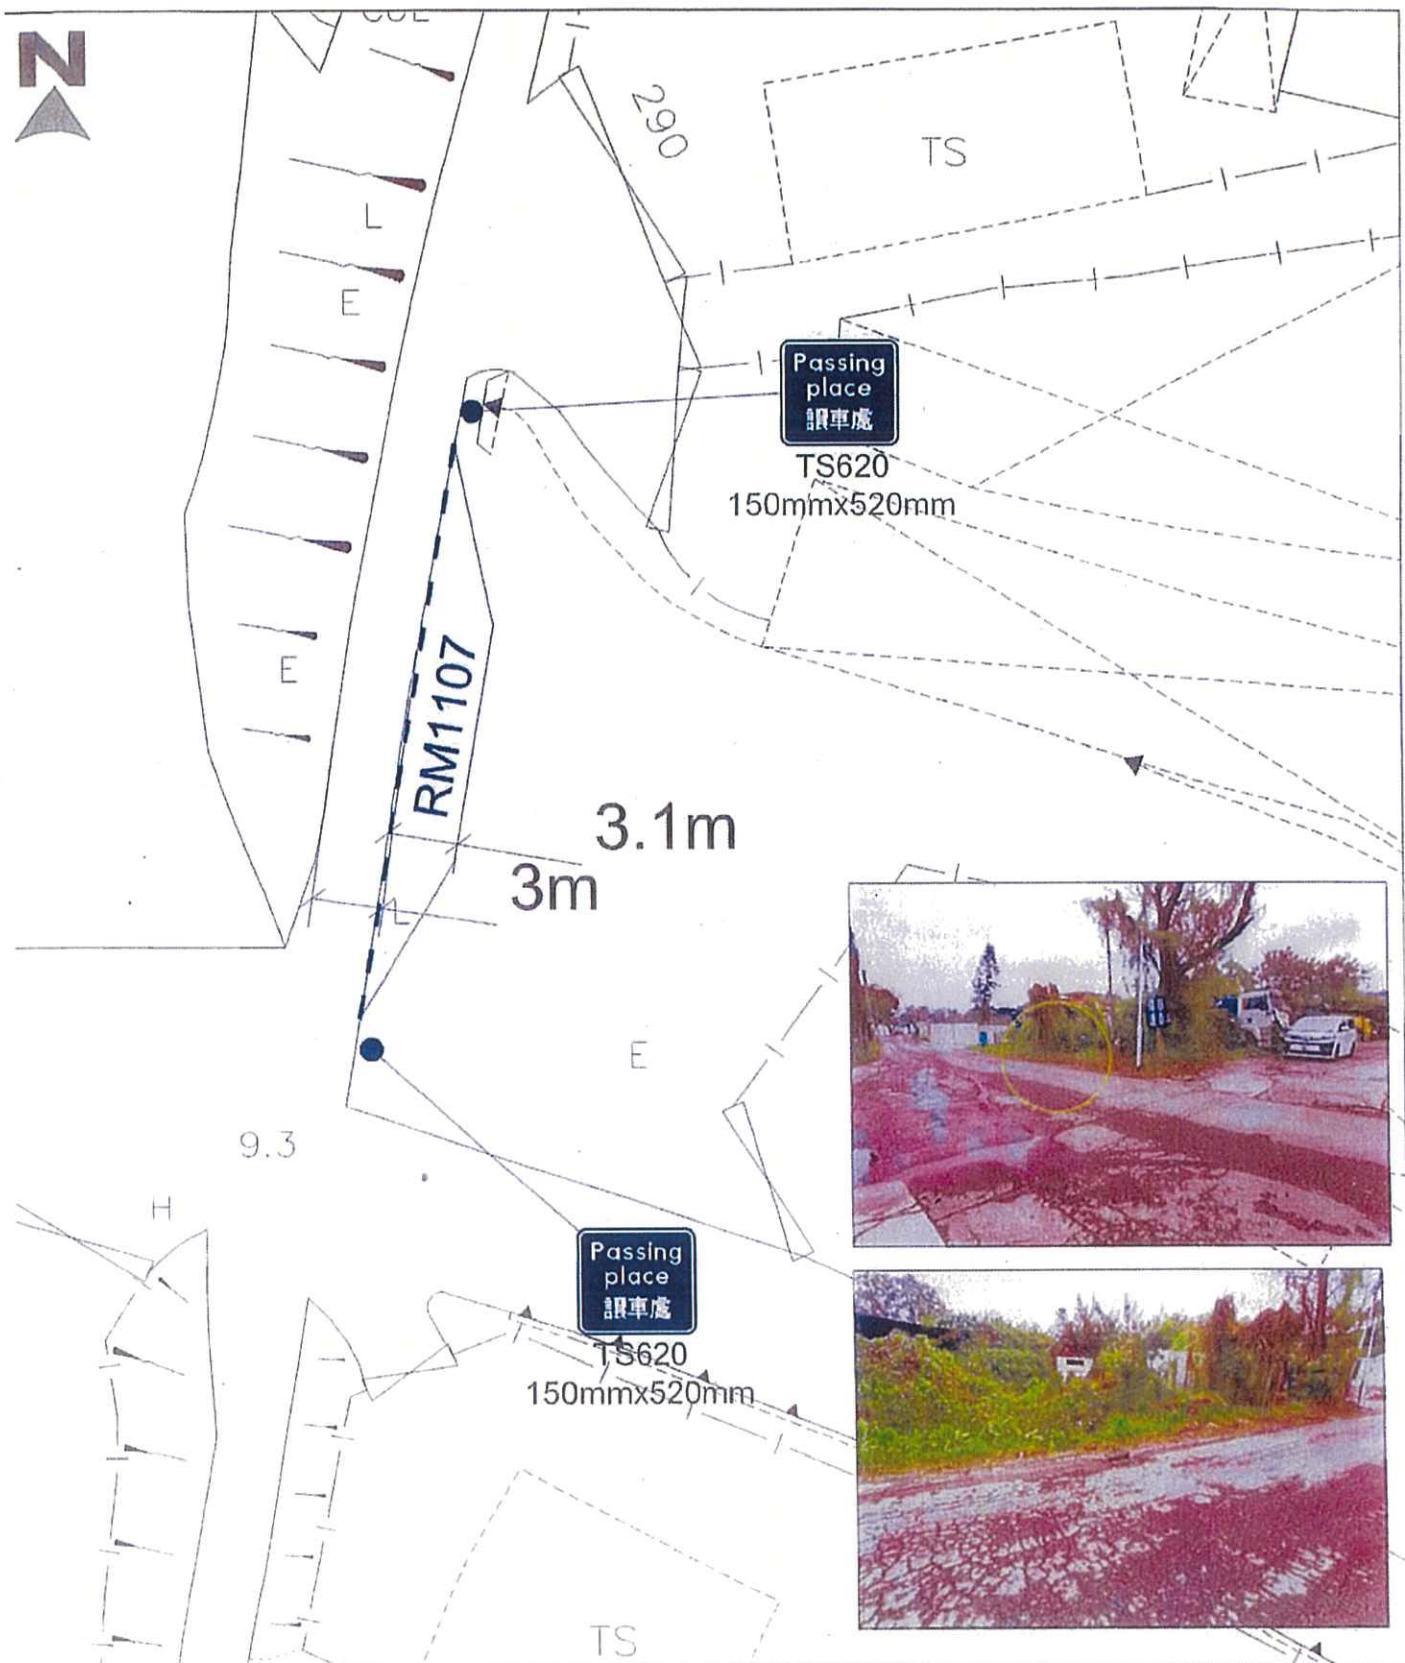 N
290
TS
L
E
Passing
place
讓車處
TS620
150mmx520mm
E
RM1107
3.1m
3m
L
E
9.3
H
Passing
place
讓車處
TS620
150mmx520mm
TS